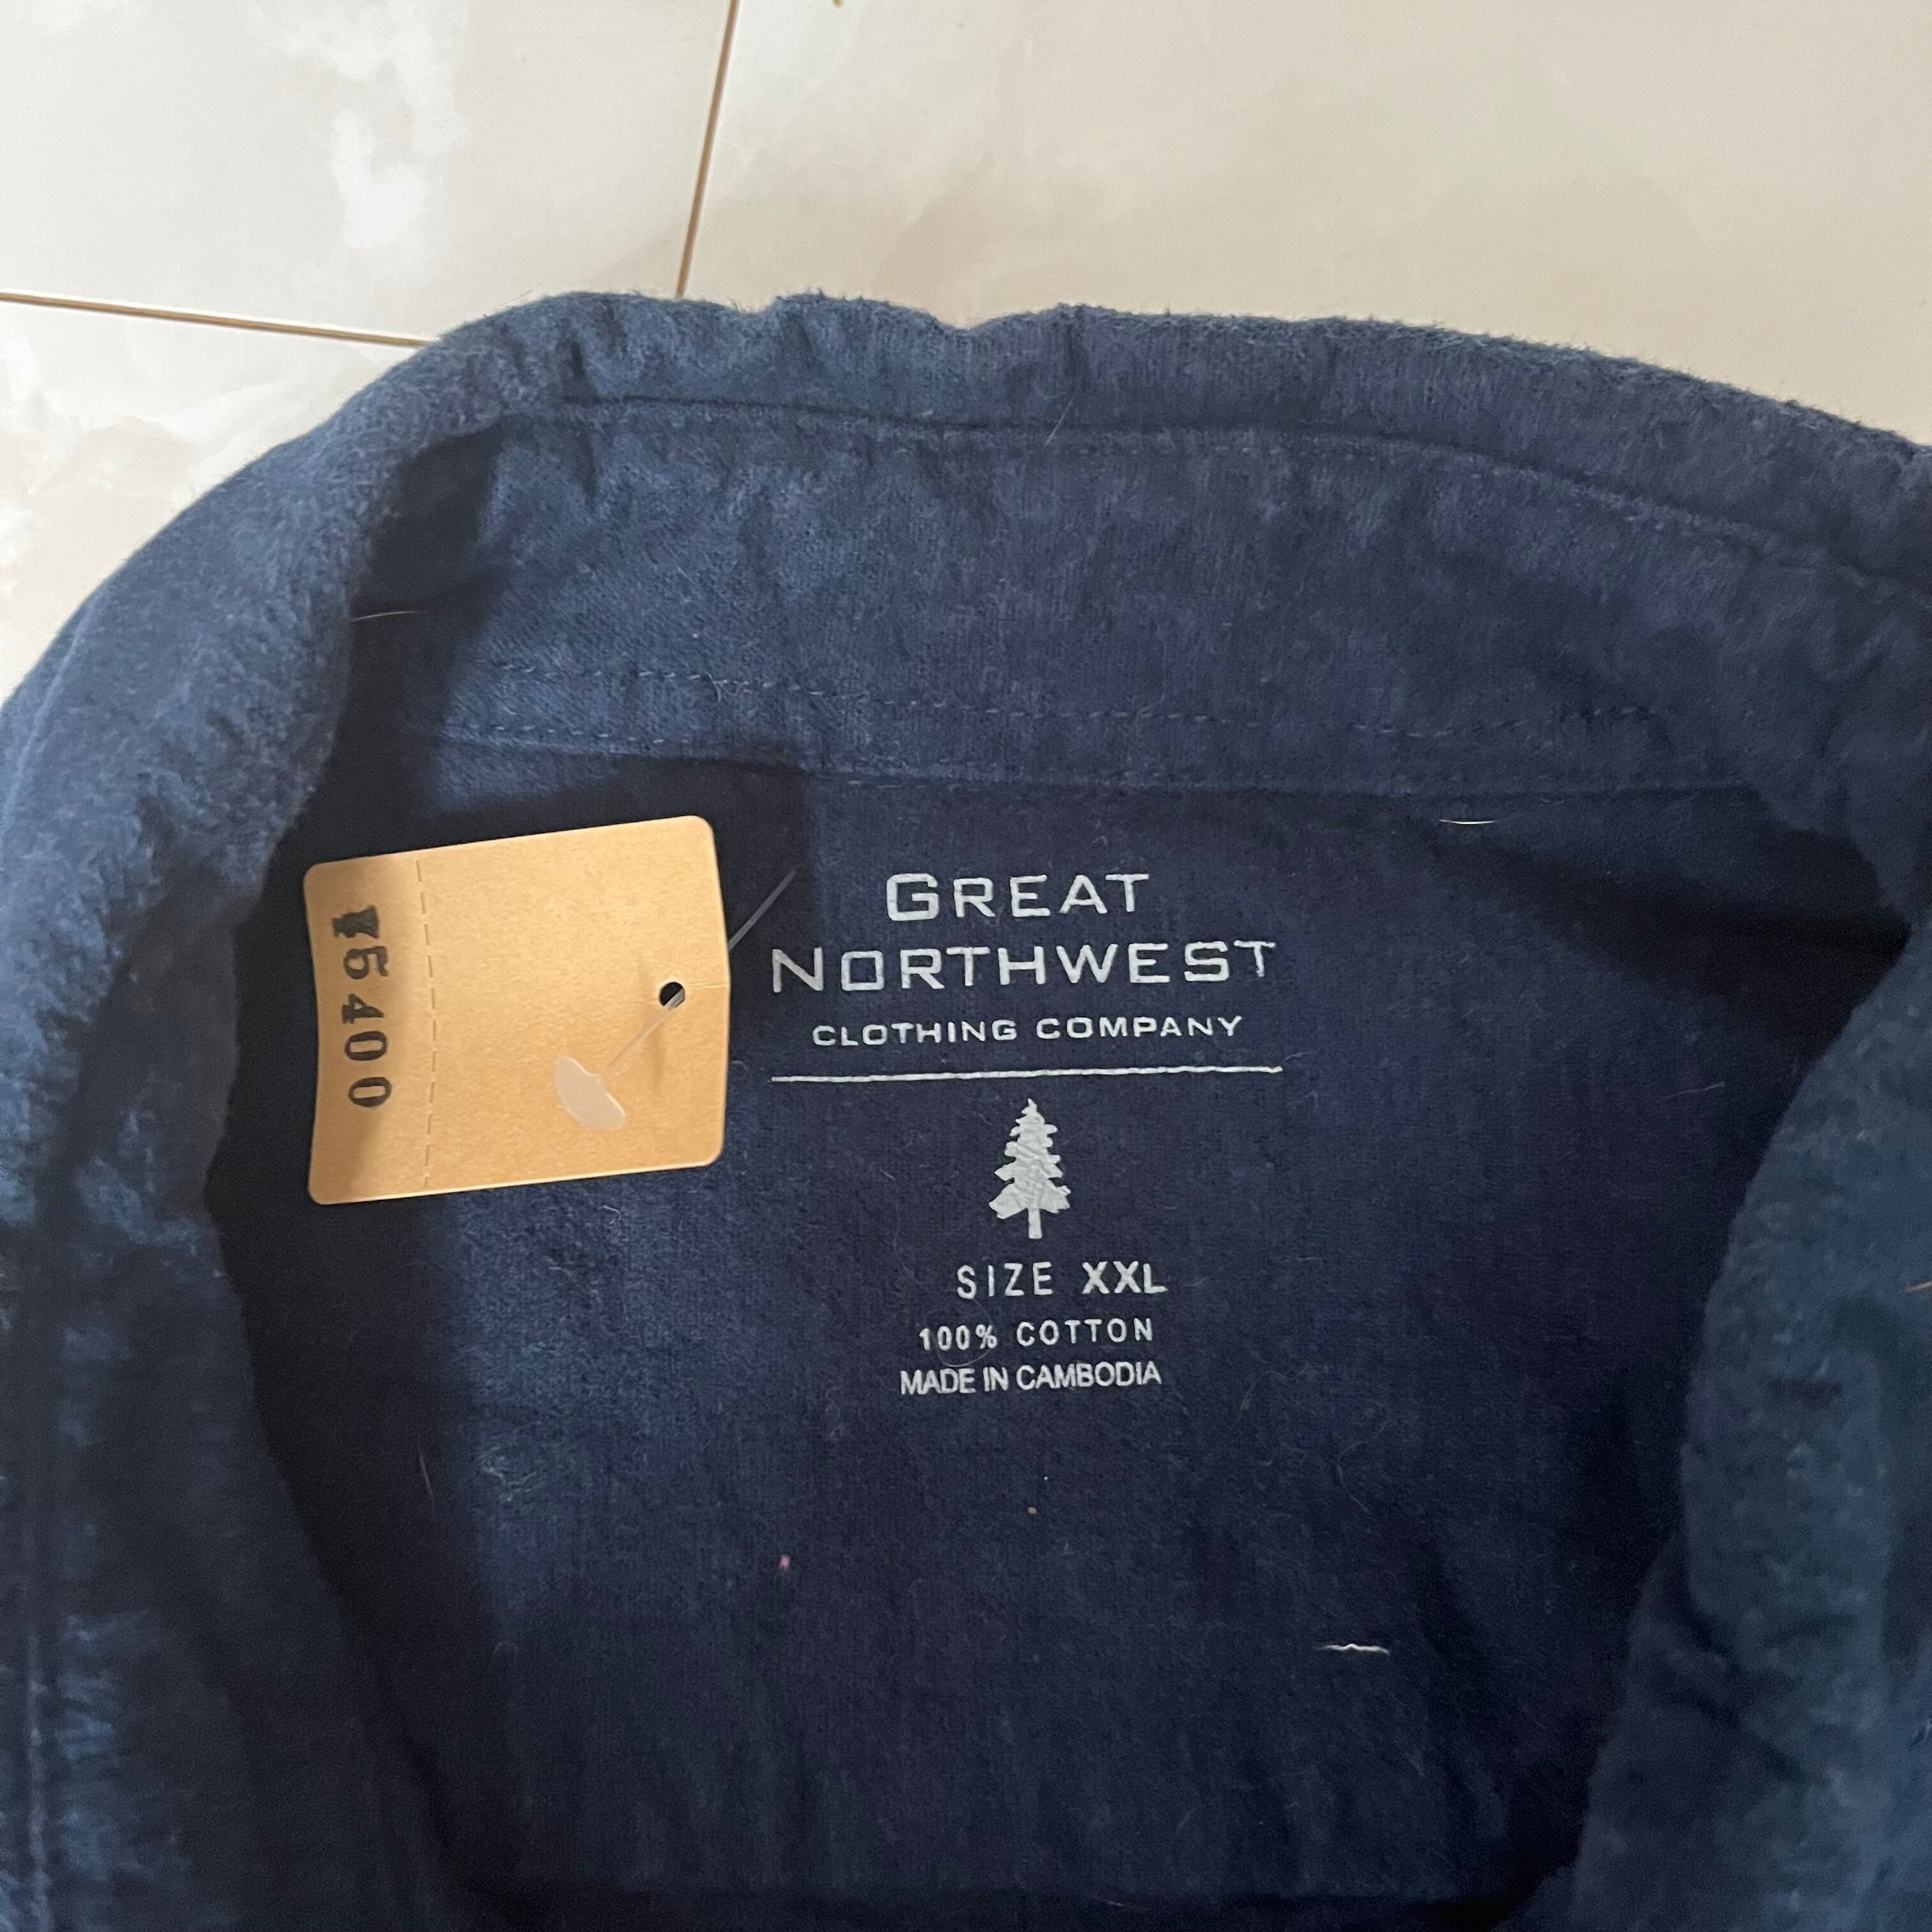 ¥5400
GREAT
NORTHWEST
CLOTHING COMPANY
SIZE XXL
100% COTTON
MADE IN CAMBODIA